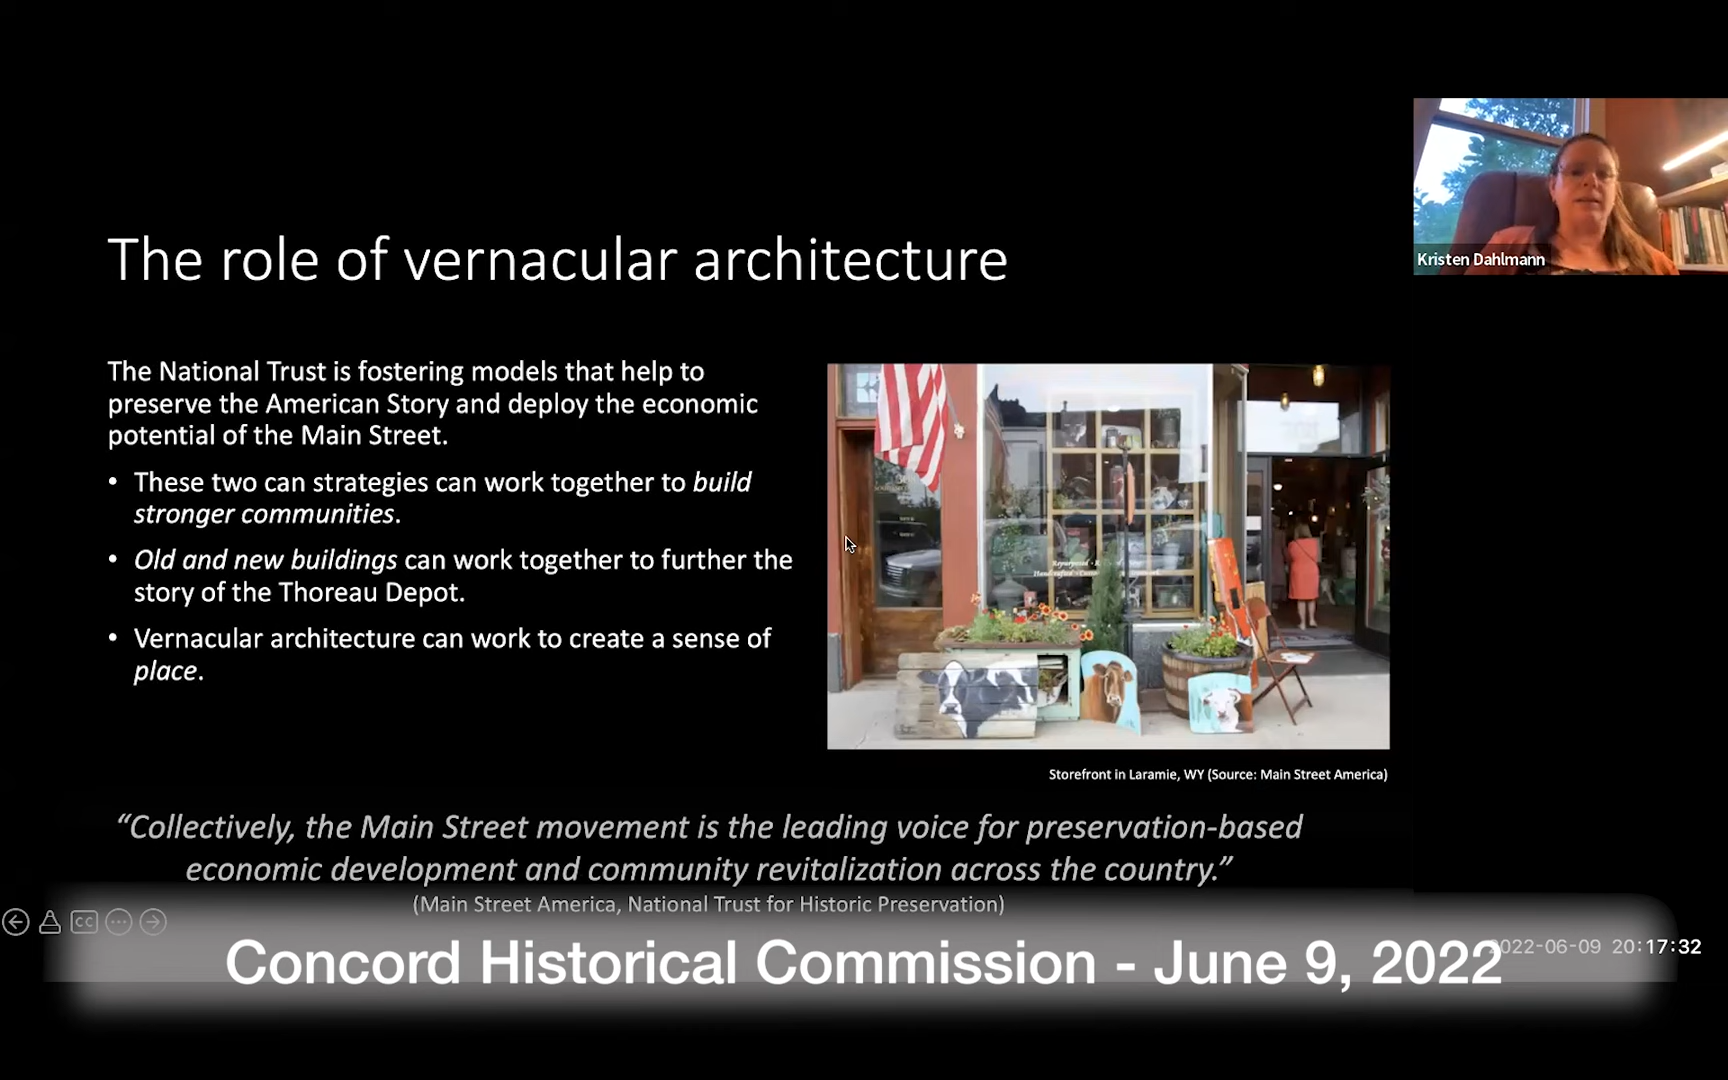 The role of vernacular architecture
Kristen Dahlmann
The National Trust is fostering models that help to
preserve the American Story and deploy the economic
potential of the Main Street.
• These two can strategies can work together to build
stronger communities.
• Old and new buildings can work together to further the
story of the Thoreau Depot.
• Vernacular architecture can work to create a sense of
place.
Storefront in Laramie, WY (Source: Main Street America)
“Collectively, the Main Street movement is the leading voice for preservation-based
economic development and community revitalization across the country.”
(Main Street America, National Trust for Historic Preservation)
CC
2022-06-09 20:17:32
Concord Historical Commission - June 9, 2022